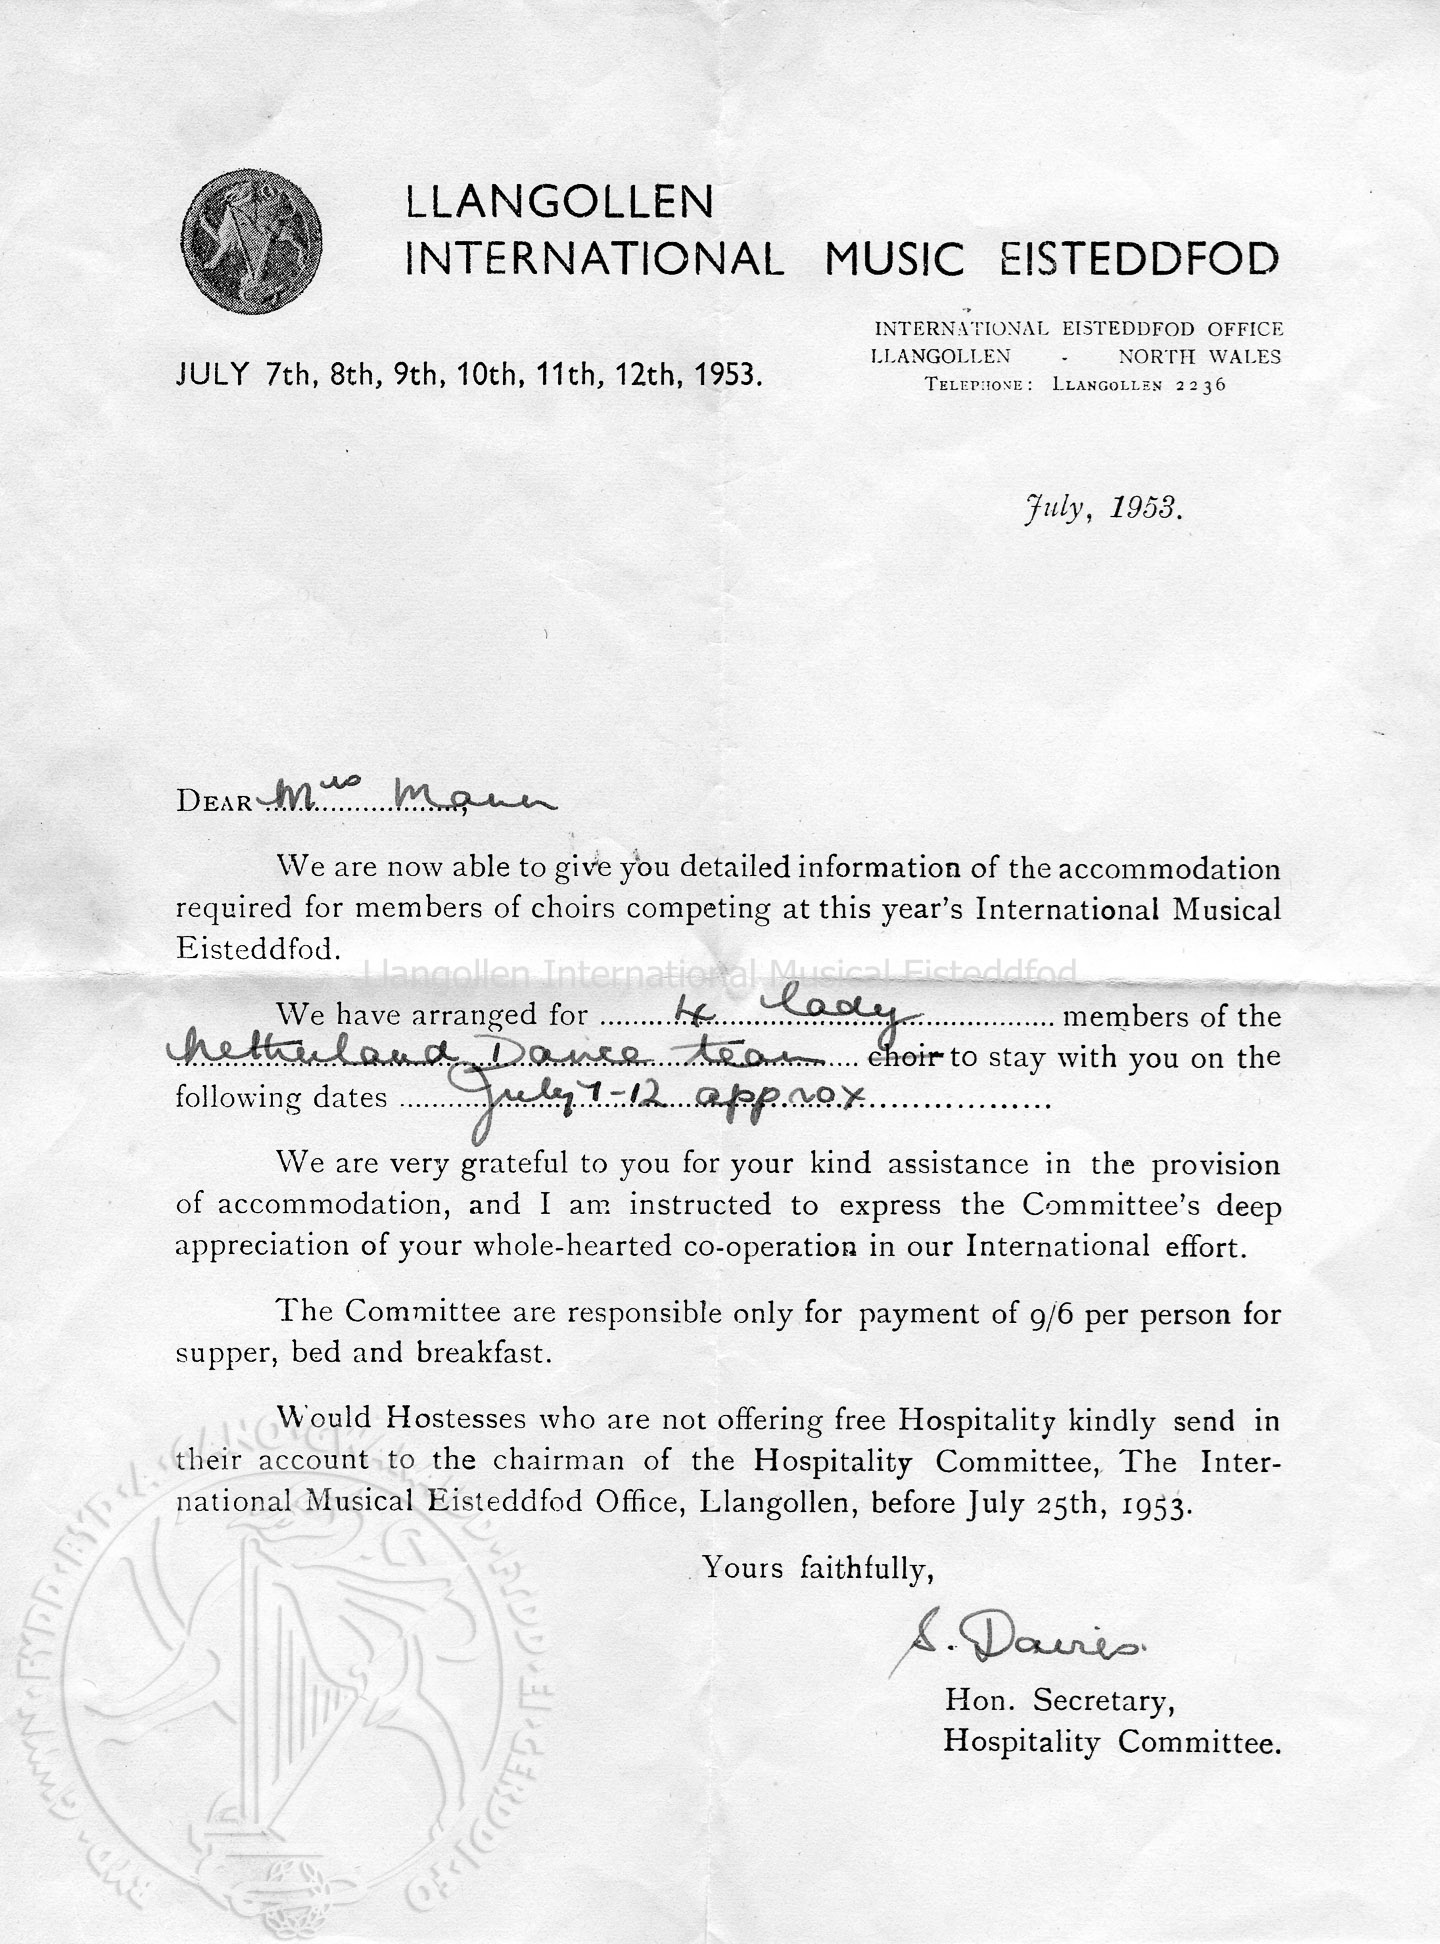 LLANGOLLEN
INTERNATIONAL MUSIC EISTEDDFOD
INTERNATIONAL EISTEDDFOD OFFICE
LLANGOLLEN - NORTH WALES
TELEPHONE: LLANGOLLEN 2236
JULY 7th, 8th, 9th, 10th, 11th, 12th, 1953.
July, 1953.
DEAR Mrs Mann,
We are now able to give you detailed information of the accommodation
required for members of choirs competing at this year's International Musical
Eisteddfod.
Llangollen International Musical Eisteddfod
We have arranged for 4 lady members of the
Netherland Dance team choir to stay with you on the
following dates July 7-12 approx
We are very grateful to you for your kind assistance in the provision
of accommodation, and I am instructed to express the Committee's deep
appreciation of your whole-hearted co-operation in our International effort.
The Committee are responsible only for payment of 9/6 per person for
supper, bed and breakfast.
Would Hostesses who are not offering free Hospitality kindly send in
their account to the chairman of the Hospitality Committee, The Inter-
national Musical Eisteddfod Office, Llangollen, before July 25th, 1953.
Yours faithfully,
S. Davies.
Hon. Secretary,
Hospitality Committee.